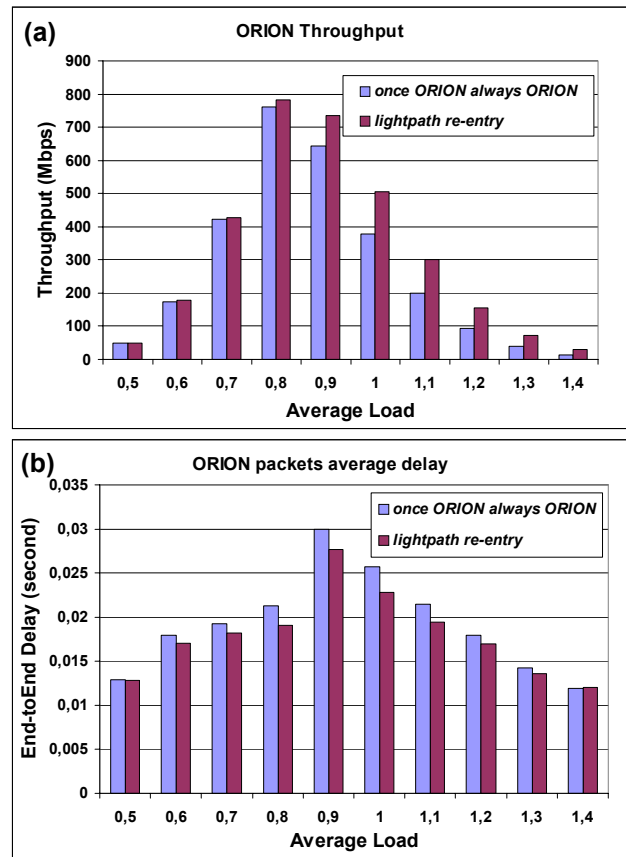 (a)
ORION Throughput
Throughput (Mbps)
900
800
700
600
500
400
300
200
100
0
once ORION always ORION
lightpath re-entry
0,5 0,6 0,7 0,8 0,9 1 1,1 1,2 1,3 1,4
Average Load
(b)
ORION packets average delay
End-toEnd Delay (second)
0,035
0,03
0,025
0,02
0,015
0,01
0,005
0
once ORION always ORION
lightpath re-entry
0,5 0,6 0,7 0,8 0,9 1 1,1 1,2 1,3 1,4
Average Load